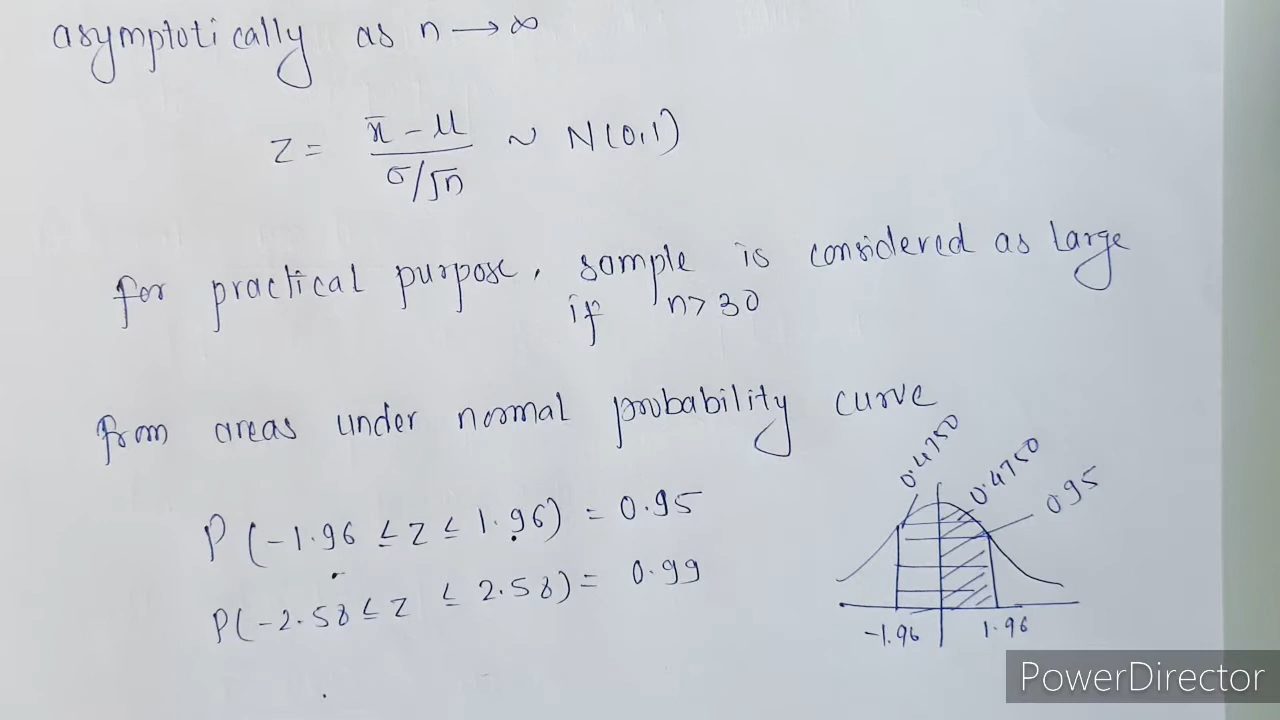 asymptotically as n → ∞
z = (x̄ - μ) / (σ/√n) ~ N(0,1)
for practical purpose, sample is considered as large
if n > 30
from areas under normal probability curve
0.4750
0.4750
0.95
P(-1.96 ≤ z ≤ 1.96) = 0.95
P(-2.58 ≤ z ≤ 2.58) = 0.99
-1.96
1.96
PowerDirector